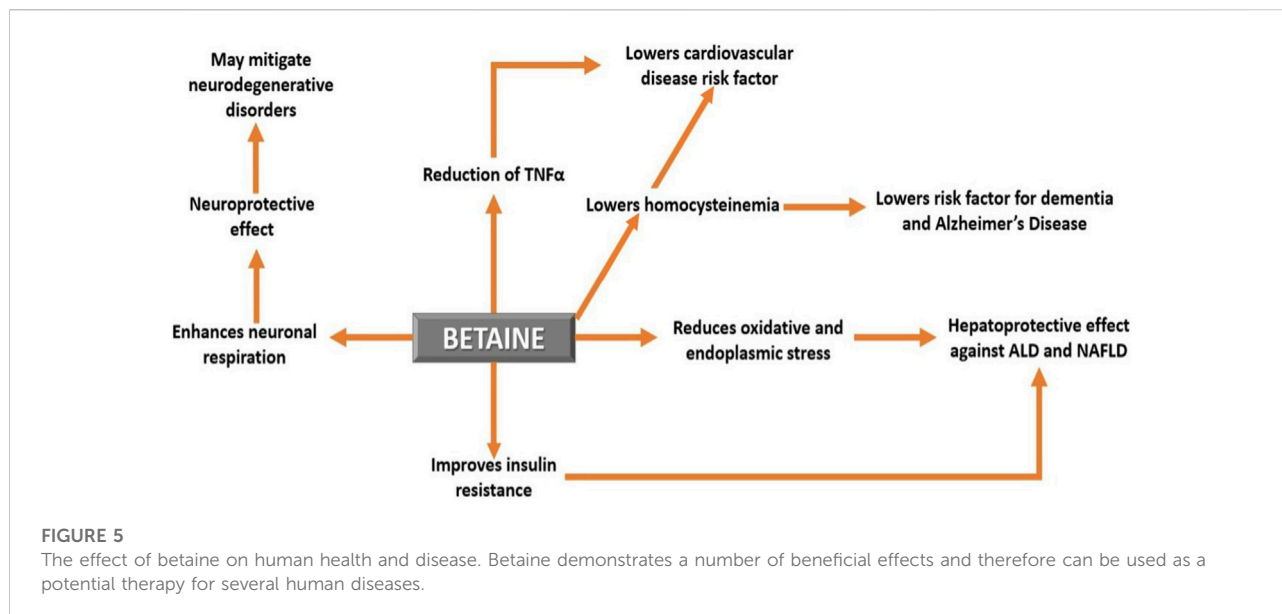 May mitigate
neurodegenerative
disorders
Lowers cardiovascular
disease risk factor
Reduction of TNFα
Neuroprotective
effect
Lowers homocysteinemia
Lowers risk factor for dementia
and Alzheimer's Disease
Enhances neuronal
respiration
BETAINE
Reduces oxidative and
endoplasmic stress
Hepatoprotective effect
against ALD and NAFLD
Improves insulin
resistance
FIGURE 5
The effect of betaine on human health and disease. Betaine demonstrates a number of beneficial effects and therefore can be used as a
potential therapy for several human diseases.